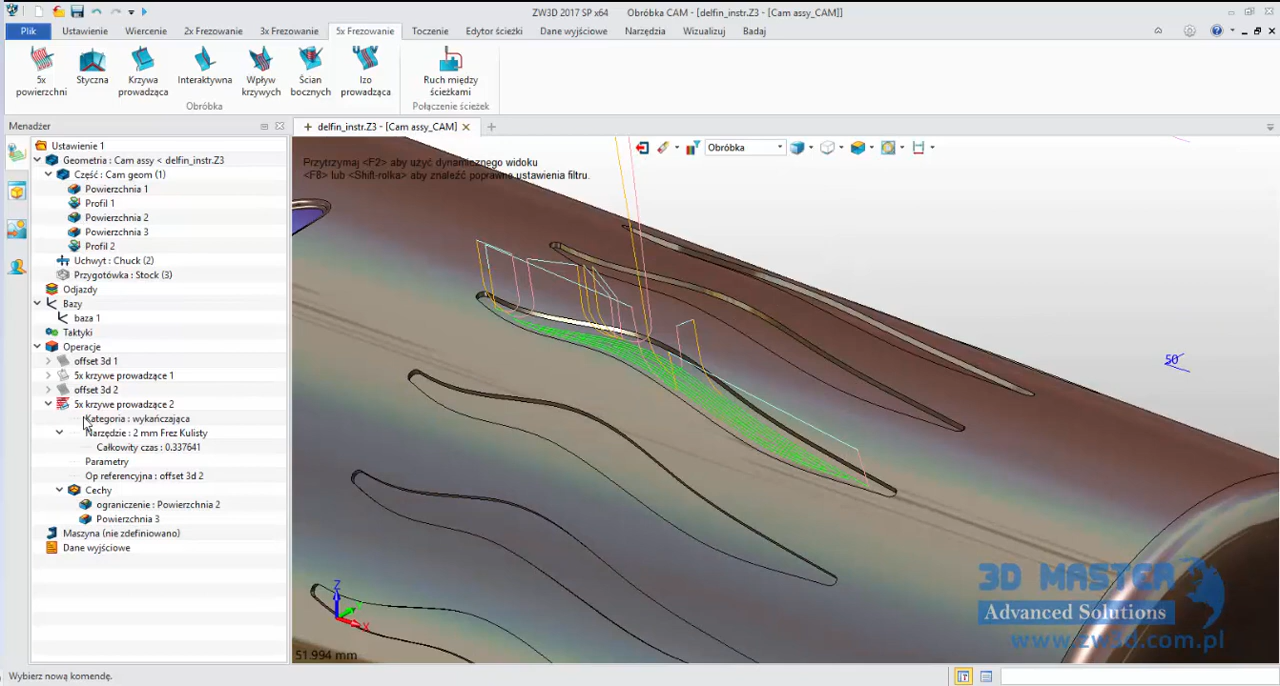 ZW3D 2017 SP x64 Obróbka CAM - [delfin_instr.Z3 - [Cam assy_CAM]]
Plik Ustawienie Wiercenie 2x Frezowanie 3x Frezowanie 5x Frezowanie Toczenie Edytor ścieżki Dane wyjściowe Narzędzia Wizualizuj Badaj
5x powierzchni Styczna Krzywa prowadząca Interaktywna Wpływ krzywych Ścian bocznych Izo prowadząca Ruch między ścieżkami
Obróbka Połączenie ścieżek
Menadżer
delfin_instr.Z3 - [Cam assy_CAM]
Ustawienie 1
Geometria : Cam assy < delfin_instr.Z3
Część : Cam geom (1)
Powierzchnia 1
Profil 1
Powierzchnia 2
Powierzchnia 3
Profil 2
Uchwyt : Chuck (2)
Przygotówka : Stock (3)
Odjazdy
Bazy
baza 1
Taktyki
Operacje
offset 3d 1
5x krzywe prowadzące 1
offset 3d 2
5x krzywe prowadzące 2
Kategoria : wykańczająca
Narzędzie : 2 mm Frez Kulisty
Całkowity czas : 0.337641
Parametry
Op referencyjna : offset 3d 2
Cechy
ograniczenie : Powierzchnia 2
Powierzchnia 3
Maszyna (nie zdefiniowano)
Dane wyjściowe
Obróbka
Przytrzymaj <F2> aby użyć dynamicznego widoku
<F8> lub <Shift-rolka> aby znaleźć poprawne ustawienia filtru.
50
Z
X
51.994 mm
3D MASTER
Advanced Solutions
www.zw3d.com.pl
Wybierz nową komendę.